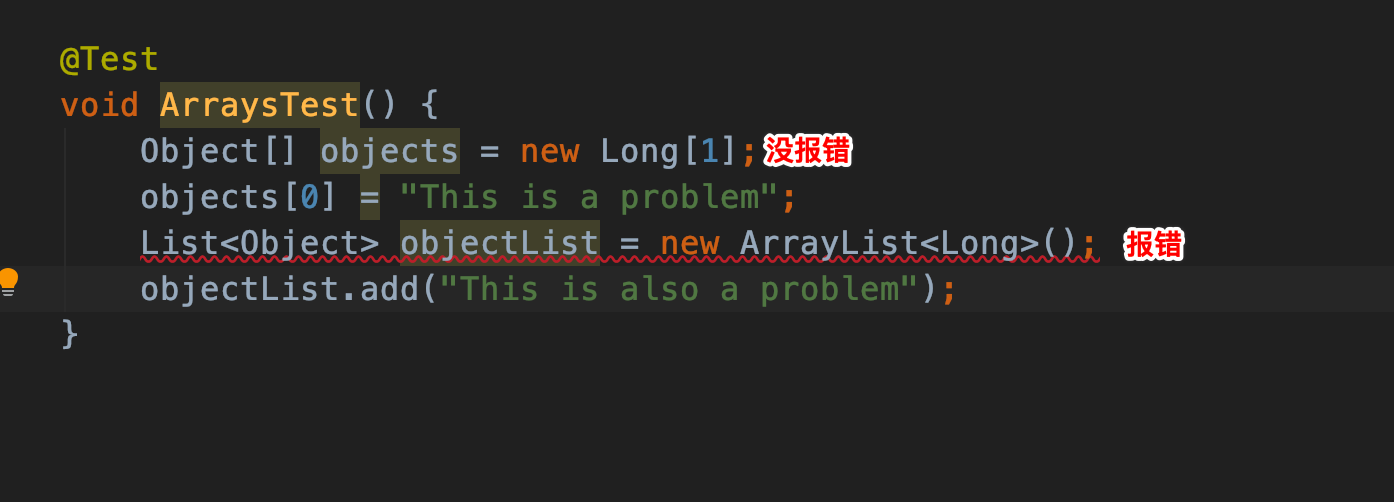 @Test
void ArraysTest() {
Object[] objects = new Long[1]; 没报错
objects[0] = "This is a problem";
List<Object> objectList = new ArrayList<Long>(); 报错
objectList.add("This is also a problem");
}